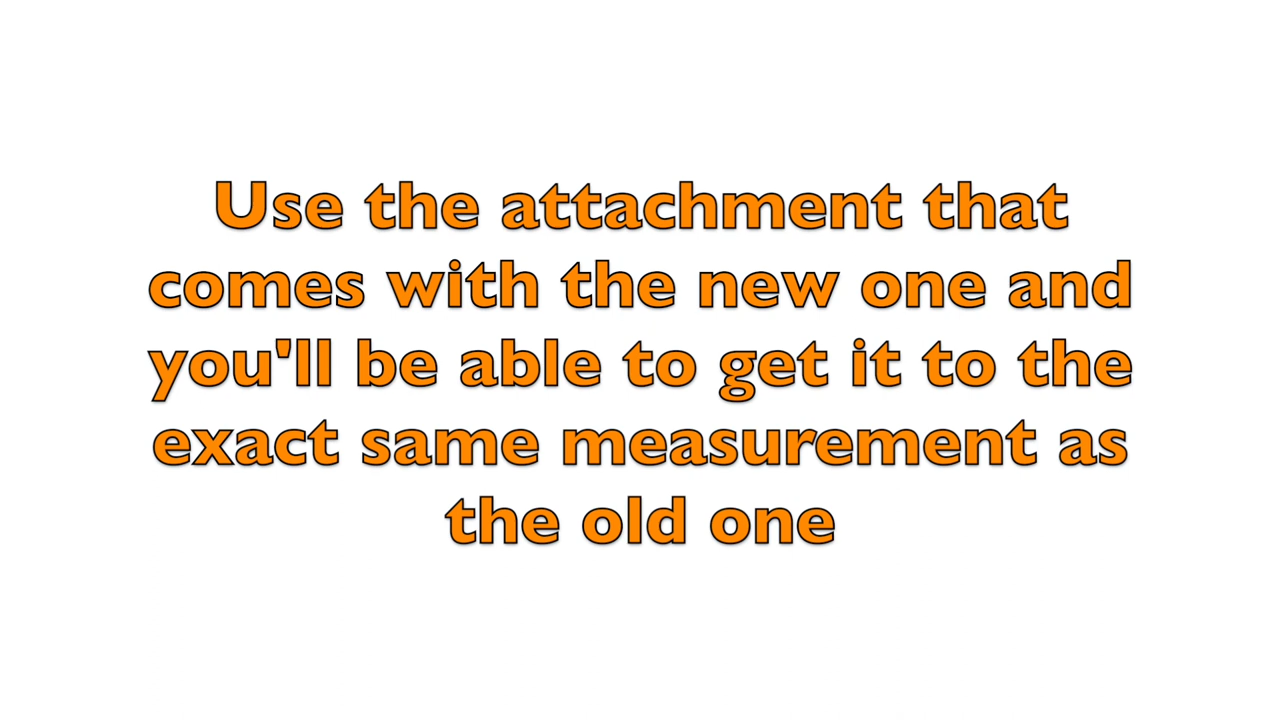 Use the attachment that
comes with the new one and
you'll be able to get it to the
exact same measurement as
the old one